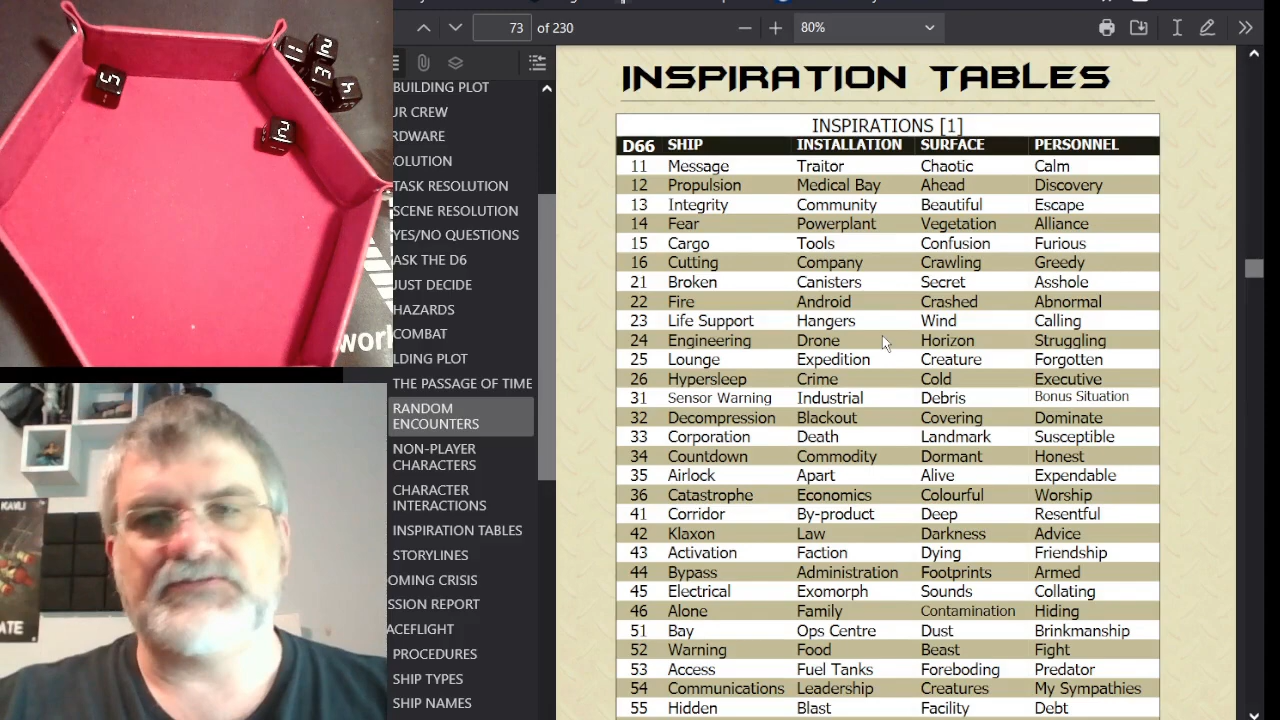 73 of 230
80%
BUILDING PLOT
UR CREW
RDWARE
OLUTION
TASK RESOLUTION
SCENE RESOLUTION
YES/NO QUESTIONS
ASK THE D6
JUST DECIDE
HAZARDS
COMBAT
LDING PLOT
THE PASSAGE OF TIME
RANDOM
ENCOUNTERS
NON-PLAYER
CHARACTERS
CHARACTER
INTERACTIONS
INSPIRATION TABLES
STORYLINES
OMING CRISIS
SSION REPORT
ACEFLIGHT
PROCEDURES
SHIP TYPES
SHIP NAMES
INSPIRATION TABLES
INSPIRATIONS [1]
D66 SHIP INSTALLATION SURFACE PERSONNEL
11 Message Traitor Chaotic Calm
12 Propulsion Medical Bay Ahead Discovery
13 Integrity Community Beautiful Escape
14 Fear Powerplant Vegetation Alliance
15 Cargo Tools Confusion Furious
16 Cutting Company Crawling Greedy
21 Broken Canisters Secret Asshole
22 Fire Android Crashed Abnormal
23 Life Support Hangers Wind Calling
24 Engineering Drone Horizon Struggling
25 Lounge Expedition Creature Forgotten
26 Hypersleep Crime Cold Executive
31 Sensor Warning Industrial Debris Bonus Situation
32 Decompression Blackout Covering Dominate
33 Corporation Death Landmark Susceptible
34 Countdown Commodity Dormant Honest
35 Airlock Apart Alive Expendable
36 Catastrophe Economics Colourful Worship
41 Corridor By-product Deep Resentful
42 Klaxon Law Darkness Advice
43 Activation Faction Dying Friendship
44 Bypass Administration Footprints Armed
45 Electrical Exomorph Sounds Collating
46 Alone Family Contamination Hiding
51 Bay Ops Centre Dust Brinkmanship
52 Warning Food Beast Fight
53 Access Fuel Tanks Foreboding Predator
54 Communications Leadership Creatures My Sympathies
55 Hidden Blast Facility Debt
5
2
11
2
3
4
work
KAVLI
ATE